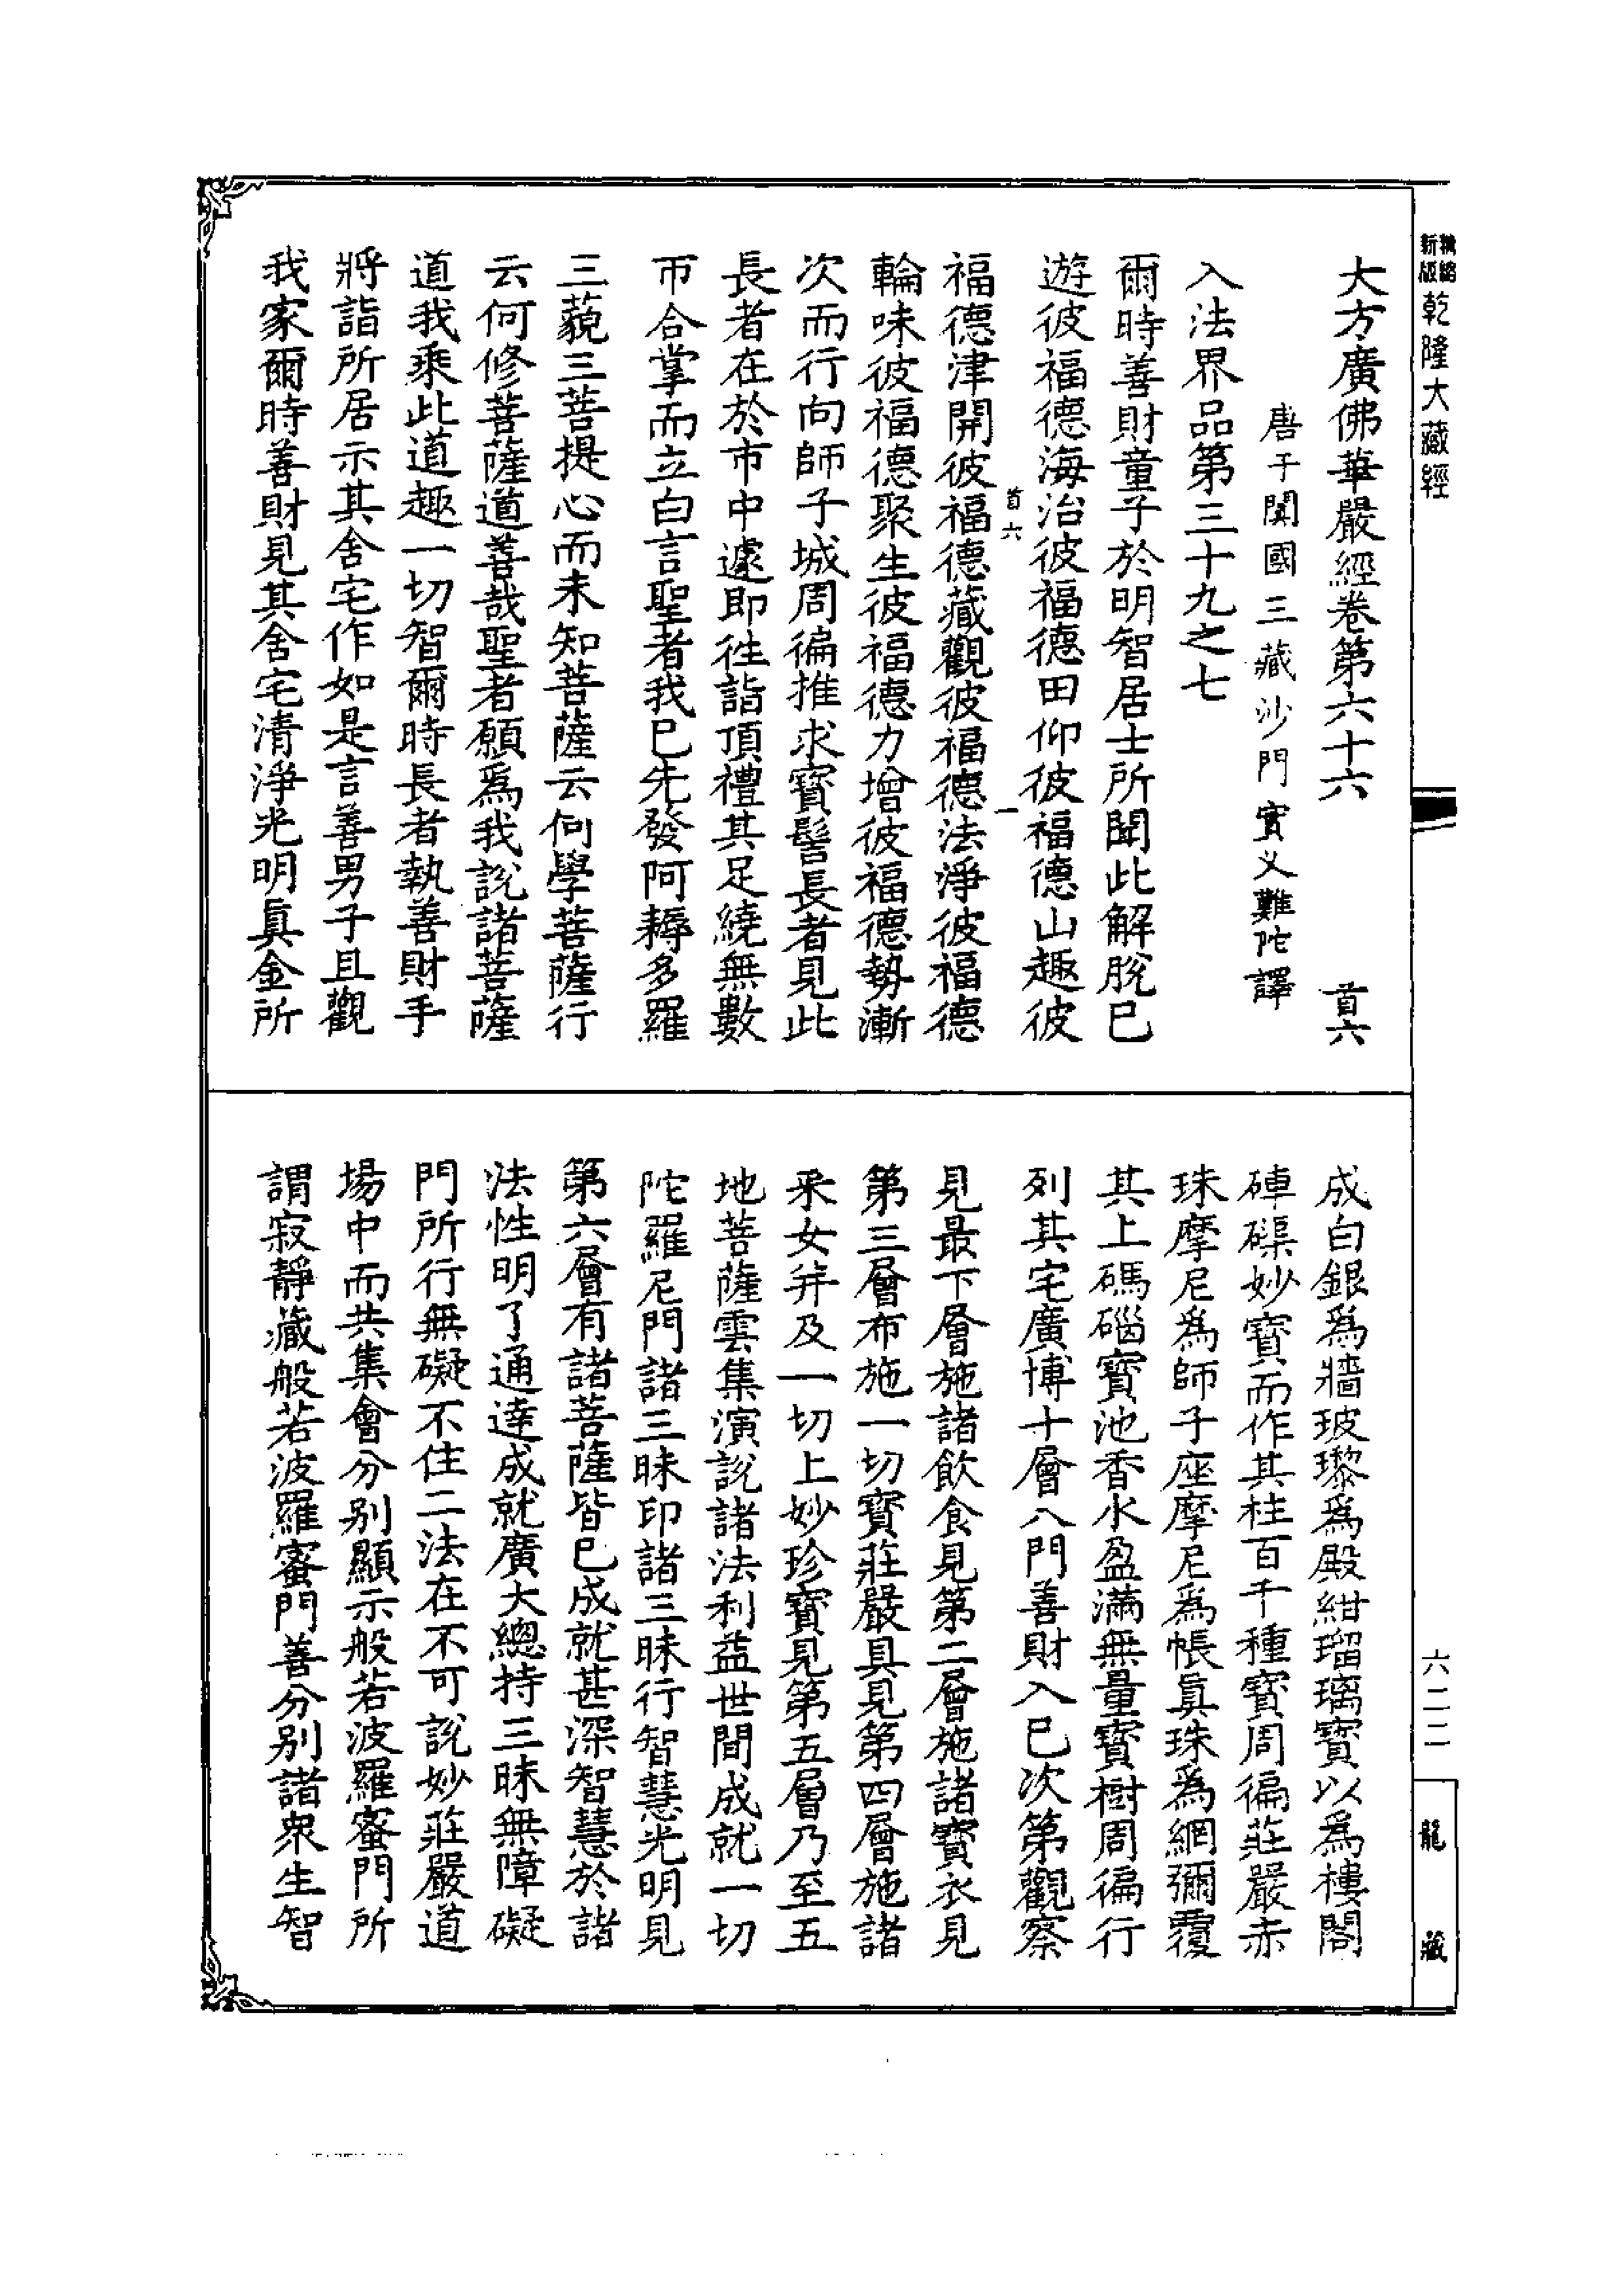 新版精縮乾隆大藏經
大方廣佛華嚴經卷第六十六 首六
唐于闐國三藏沙門實叉難陀譯
入法界品第三十九之七
爾時善財童子於明智居士所聞此解脫已
遊彼福德海治彼福德田仰彼福德山趣彼
首六 一
福德津開彼福德藏觀彼福德法淨彼福德
輪味彼福德聚生彼福德力增彼福德勢漸
次而行向師子城周徧推求寶髻長者見此
長者在於市中遽即往詣頂禮其足繞無數
帀合掌而立白言聖者我已先發阿耨多羅
三藐三菩提心而未知菩薩云何學菩薩行
云何修菩薩道善哉聖者願爲我說諸菩薩
道我乘此道趣一切智爾時長者執善財手
將詣所居示其舍宅作如是言善男子且觀
我家爾時善財見其舍宅清淨光明眞金所
成白銀爲牆玻瓈爲殿紺瑠璃寶以爲樓閣
硨磲妙寶而作其柱百千種寶周徧莊嚴赤
珠摩尼爲師子座摩尼爲帳眞珠爲網彌覆
其上碼碯寶池香水盈滿無量寶樹周徧行
列其宅廣博十層八門善財入已次第觀察
見最下層施諸飲食見第二層施諸寶衣見
第三層布施一切寶莊嚴具見第四層施諸
采女并及一切上妙珍寶見第五層乃至五
地菩薩雲集演說諸法利益世間成就一切
陀羅尼門諸三昧印諸三昧行智慧光明見
第六層有諸菩薩皆已成就甚深智慧於諸
法性明了通達成就廣大總持三昧無障礙
門所行無礙不住二法在不可說妙莊嚴道
場中而共集會分別顯示般若波羅蜜門所
謂寂靜藏般若波羅蜜門善分別諸眾生智
六二二
龍藏